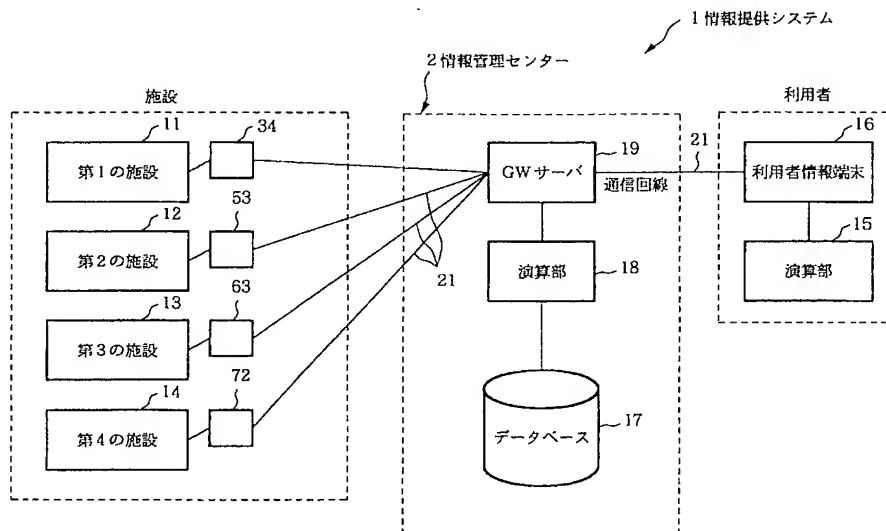 1 情報提供システム
2 情報管理センター
施設
利用者
11
34
第1の施設
12
53
第2の施設
13
63
第3の施設
14
72
第4の施設
21
19
GWサーバ
通信回線
21
演算部
18
データベース
17
16
利用者情報端末
15
演算部